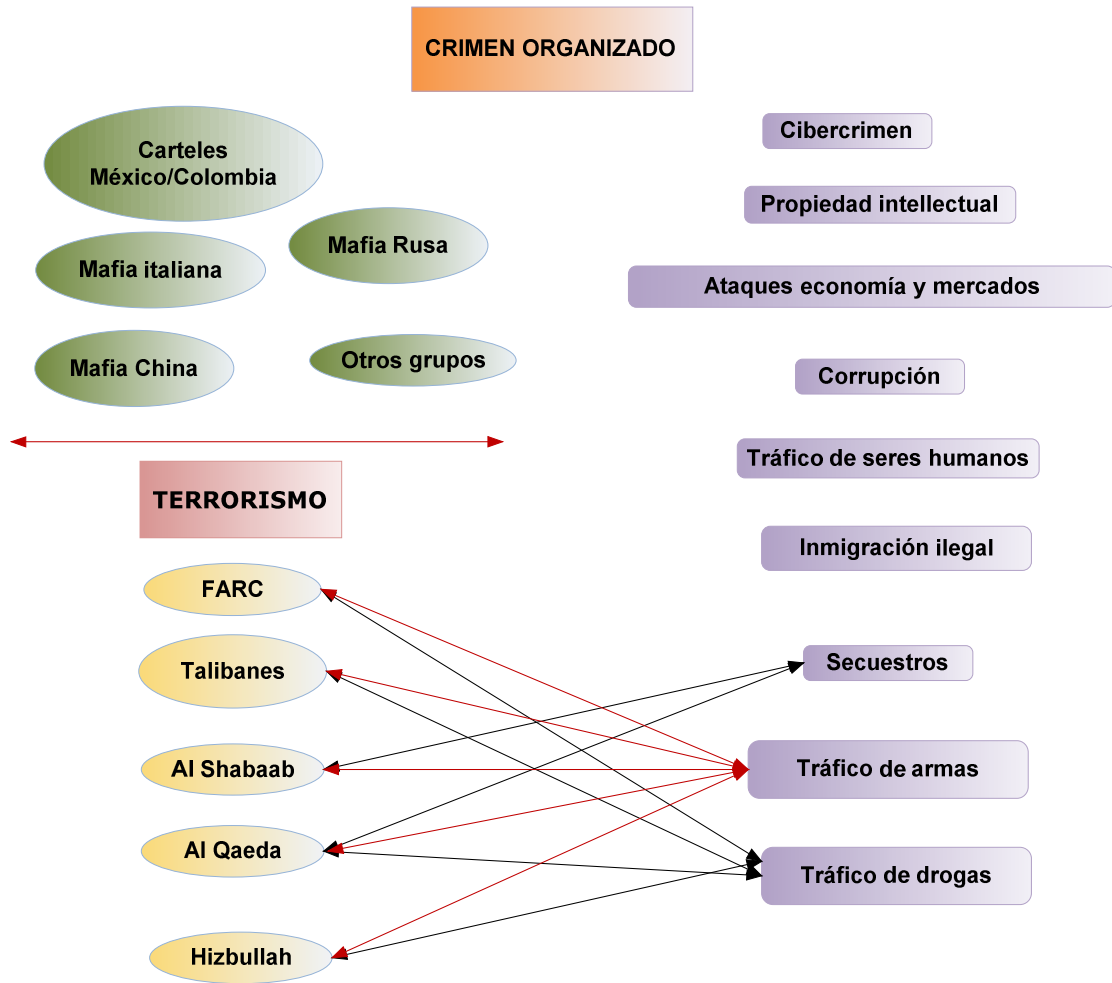 CRIMEN ORGANIZADO
Carteles
México/Colombia
Mafia Rusa
Mafia italiana
Mafia China
Otros grupos
Cibercrimen
Propiedad intellectual
Ataques economía y mercados
Corrupción
Tráfico de seres humanos
Inmigración ilegal
Secuestros
Tráfico de armas
Tráfico de drogas
TERRORISMO
FARC
Talibanes
Al Shabaab
Al Qaeda
Hizbullah